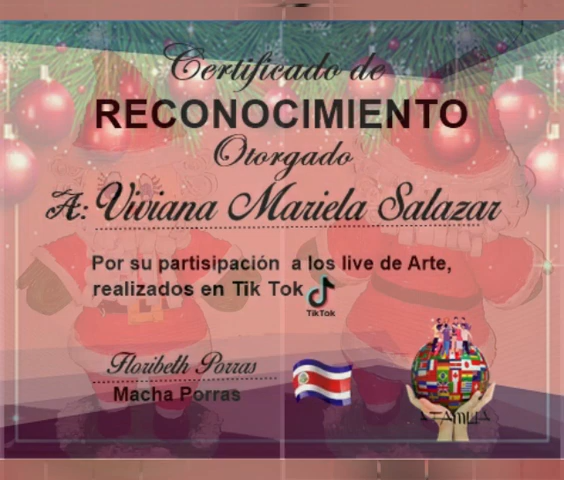 Certificado de
RECONOCIMIENTO
Otorgado
A: Viviana Mariela Salazar
Por su partisipación a los live de Arte,
realizados en Tik Tok
TikTok
Floribeth Porras
Macha Porras
FAMILIA